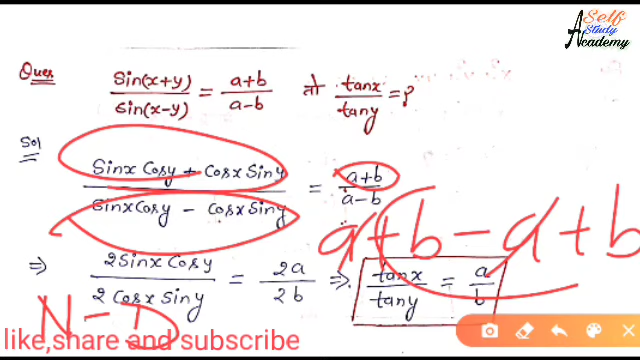 Self
Study
Academy
Ques
Sin(x+y)/sin(x-y) = a+b/a-b तो tanx/tany = ?
Sol
Sinx Cosy + Cosx Siny/sinx Cosy - Cosx Siny = a+b/a-b
a+b-a+b
⇒ 2Sinx Cosy/2 Cosx Siny = 2a/2b ⇒ tanx/tany = a/b
N-D
like,share and subscribe